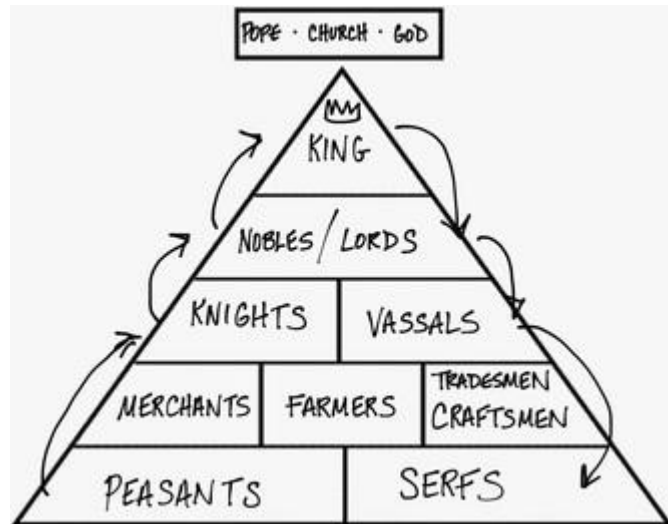 POPE · CHURCH · GOD
KING
NOBLES / LORDS
KNIGHTS
VASSALS
MERCHANTS
FARMERS
TRADESMEN
CRAFTSMEN
PEASANTS
SERFS